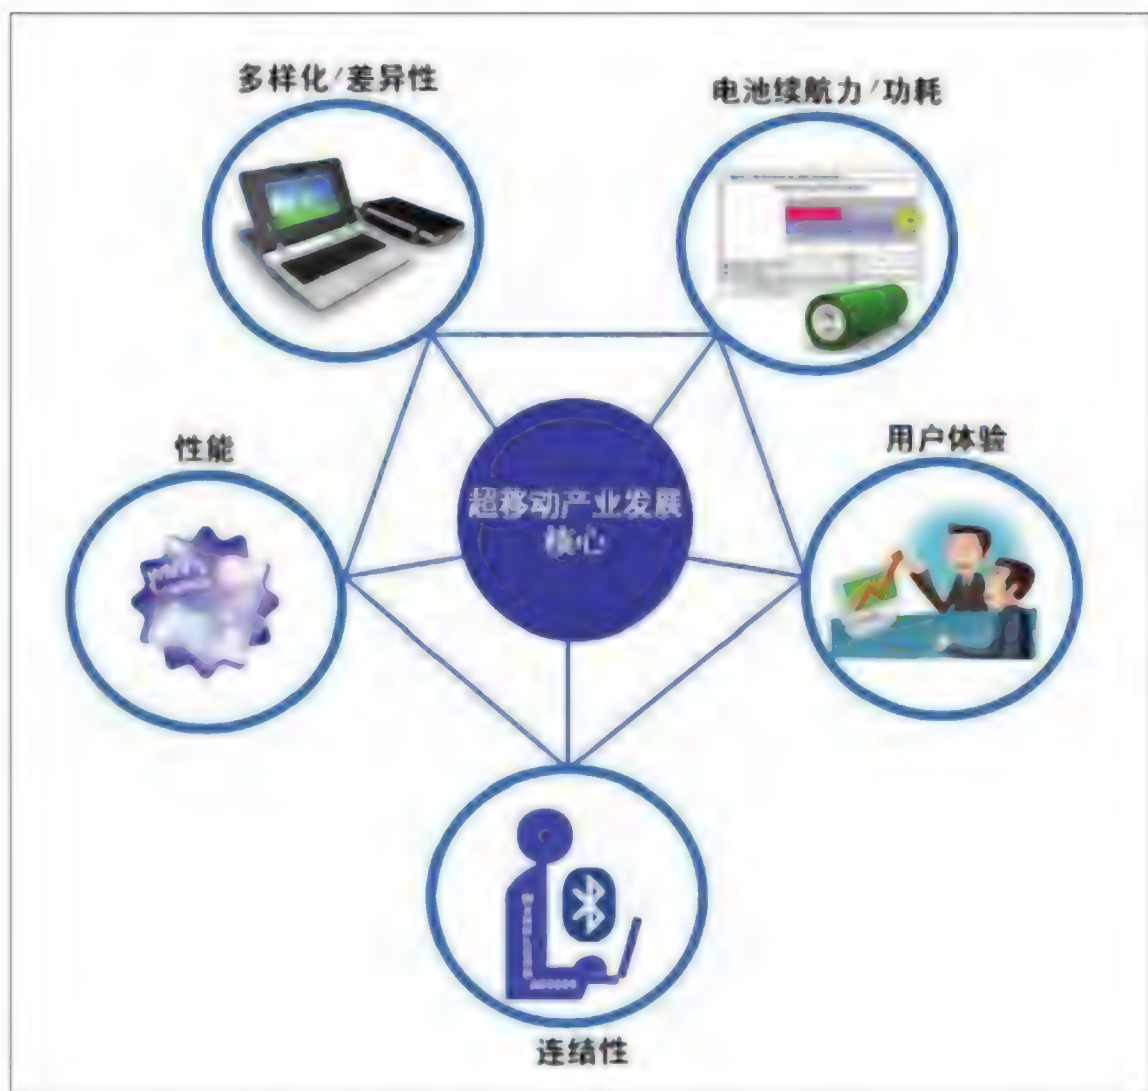 多样化/差异性
电池续航力/功耗
性能
用户体验
超移动产业发展
核心
连结性